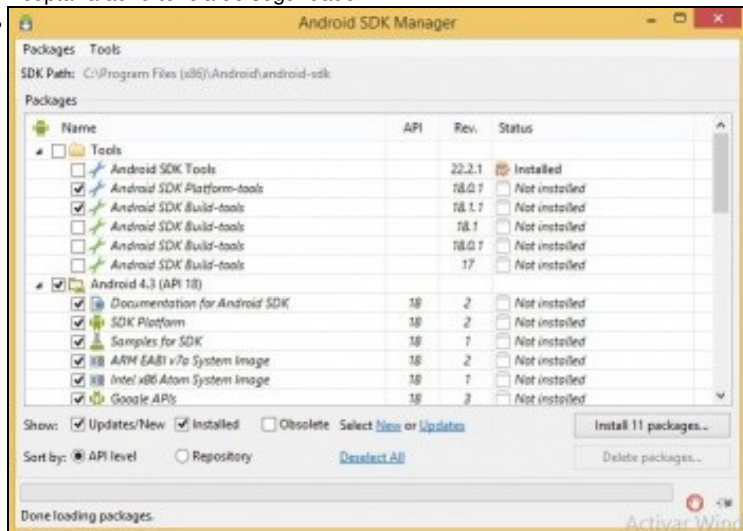 Android SDK Manager
Packages Tools
SDK Path: C:\Program Files (x86)\Android\android-sdk
Packages
Name API Rev. Status
Tools
Android SDK Tools 22.2.1 Installed
Android SDK Platform-tools 18.0.1 Not installed
Android SDK Build-tools 18.1.1 Not installed
Android SDK Build-tools 18.1 Not installed
Android SDK Build-tools 18.0.1 Not installed
Android SDK Build-tools 17 Not installed
Android 4.3 (API 18)
Documentation for Android SDK 18 2 Not installed
SDK Platform 18 2 Not installed
Samples for SDK 18 1 Not installed
ARM EABI v7a System Image 18 2 Not installed
Intel x86 Atom System Image 18 1 Not installed
Google APIs 18 3 Not installed
Show: Updates/New Installed Obsolete Select New or Updates Install 11 packages...
Sort by: API level Repository Deselect All Delete packages...
Done loading packages.
Activar Wind